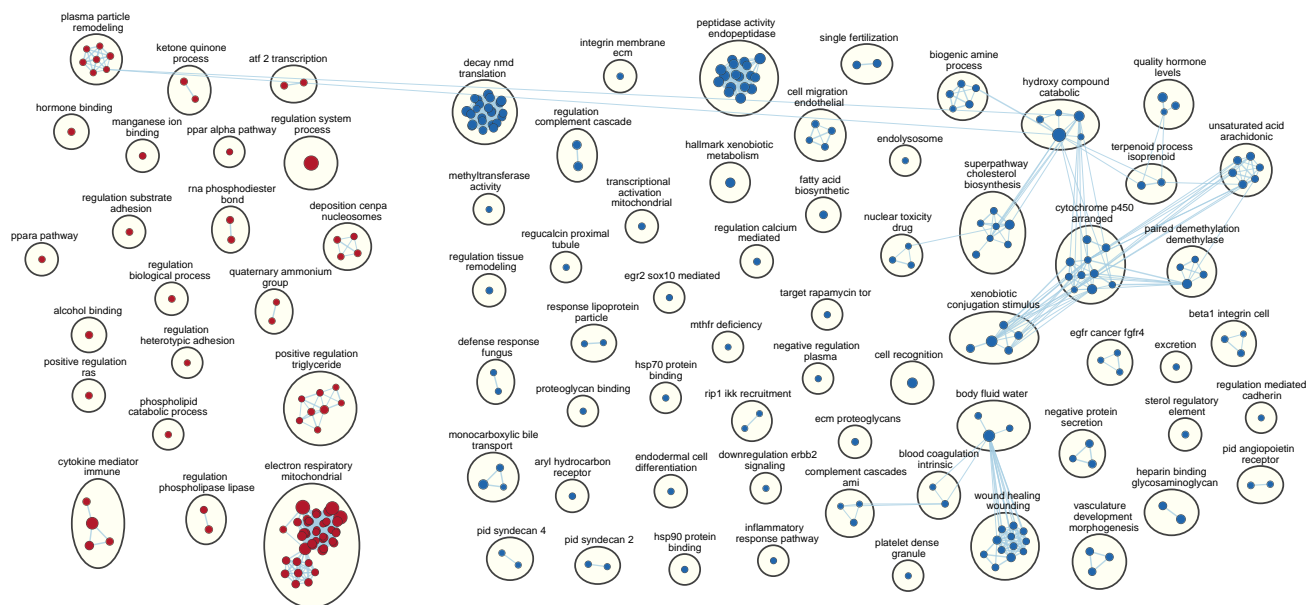 plasma particle
remodeling
ketone quinone
process
atf 2 transcription
hormone binding
manganese ion
binding
ppar alpha pathway
regulation system
process
regulation substrate
adhesion
rna phosphodiester
bond
deposition cenpa
nucleosomes
ppara pathway
regulation
biological process
quaternary ammonium
group
alcohol binding
regulation
heterotypic adhesion
positive regulation
ras
positive regulation
triglyceride
phospholipid
catabolic process
cytokine mediator
immune
regulation
phospholipase lipase
electron respiratory
mitochondrial
decay nmd
translation
integrin membrane
ecm
peptidase activity
endopeptidase
single fertilization
biogenic amine
process
hydroxy compound
catabolic
quality hormone
levels
regulation
complement cascade
cell migration
endothelial
endolysosome
unsaturated acid
arachidonic
terpenoid process
isoprenoid
hallmark xenobiotic
metabolism
superpathway
cholesterol
biosynthesis
methyltransferase
activity
transcriptional
activation
mitochondrial
fatty acid
biosynthetic
nuclear toxicity
drug
cytochrome p450
arranged
paired demethylation
demethylase
regucalcin proximal
tubule
regulation calcium
mediated
regulation tissue
remodeling
egr2 sox10 mediated
target rapamycin tor
xenobiotic
conjugation stimulus
response lipoprotein
particle
mthfr deficiency
egfr cancer fgfr4
beta1 integrin cell
excretion
defense response
fungus
negative regulation
plasma
cell recognition
proteoglycan binding
hsp70 protein
binding
rip1 ikk recruitment
body fluid water
negative protein
secretion
sterol regulatory
element
regulation mediated
cadherin
ecm proteoglycans
monocarboxylic bile
transport
aryl hydrocarbon
receptor
endodermal cell
differentiation
downregulation erbb2
signaling
complement cascades
ami
blood coagulation
intrinsic
heparin binding
glycosaminoglycan
pid angiopoietin
receptor
wound healing
wounding
vasculature
development
morphogenesis
pid syndecan 4
pid syndecan 2
hsp90 protein
binding
inflammatory
response pathway
platelet dense
granule